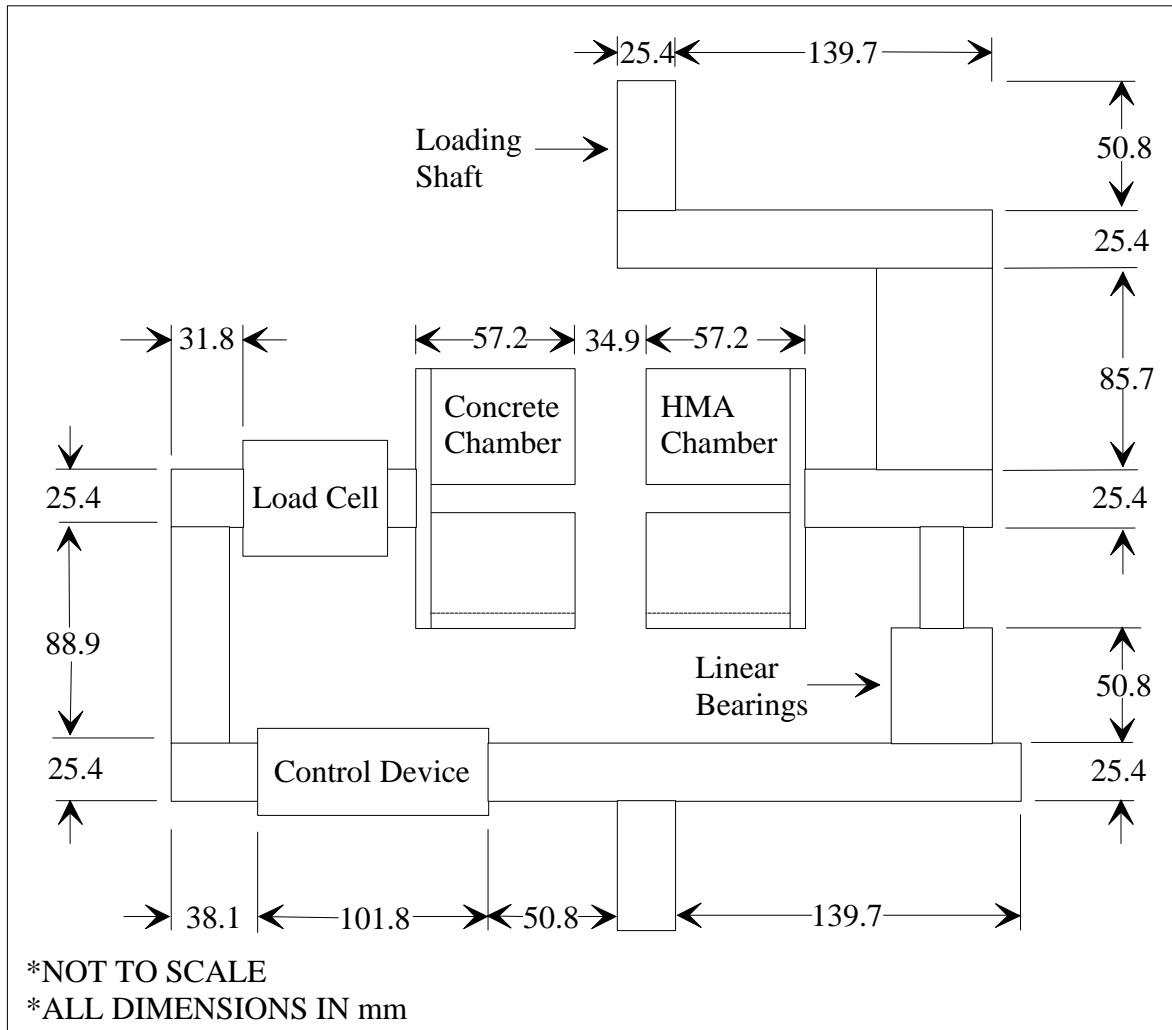 25.4
139.7
Loading
Shaft
50.8
25.4
31.8
57.2
34.9
57.2
85.7
Concrete
Chamber
HMA
Chamber
25.4
Load Cell
25.4
88.9
Linear
Bearings
50.8
25.4
Control Device
25.4
38.1
101.8
50.8
139.7
*NOT TO SCALE
*ALL DIMENSIONS IN mm